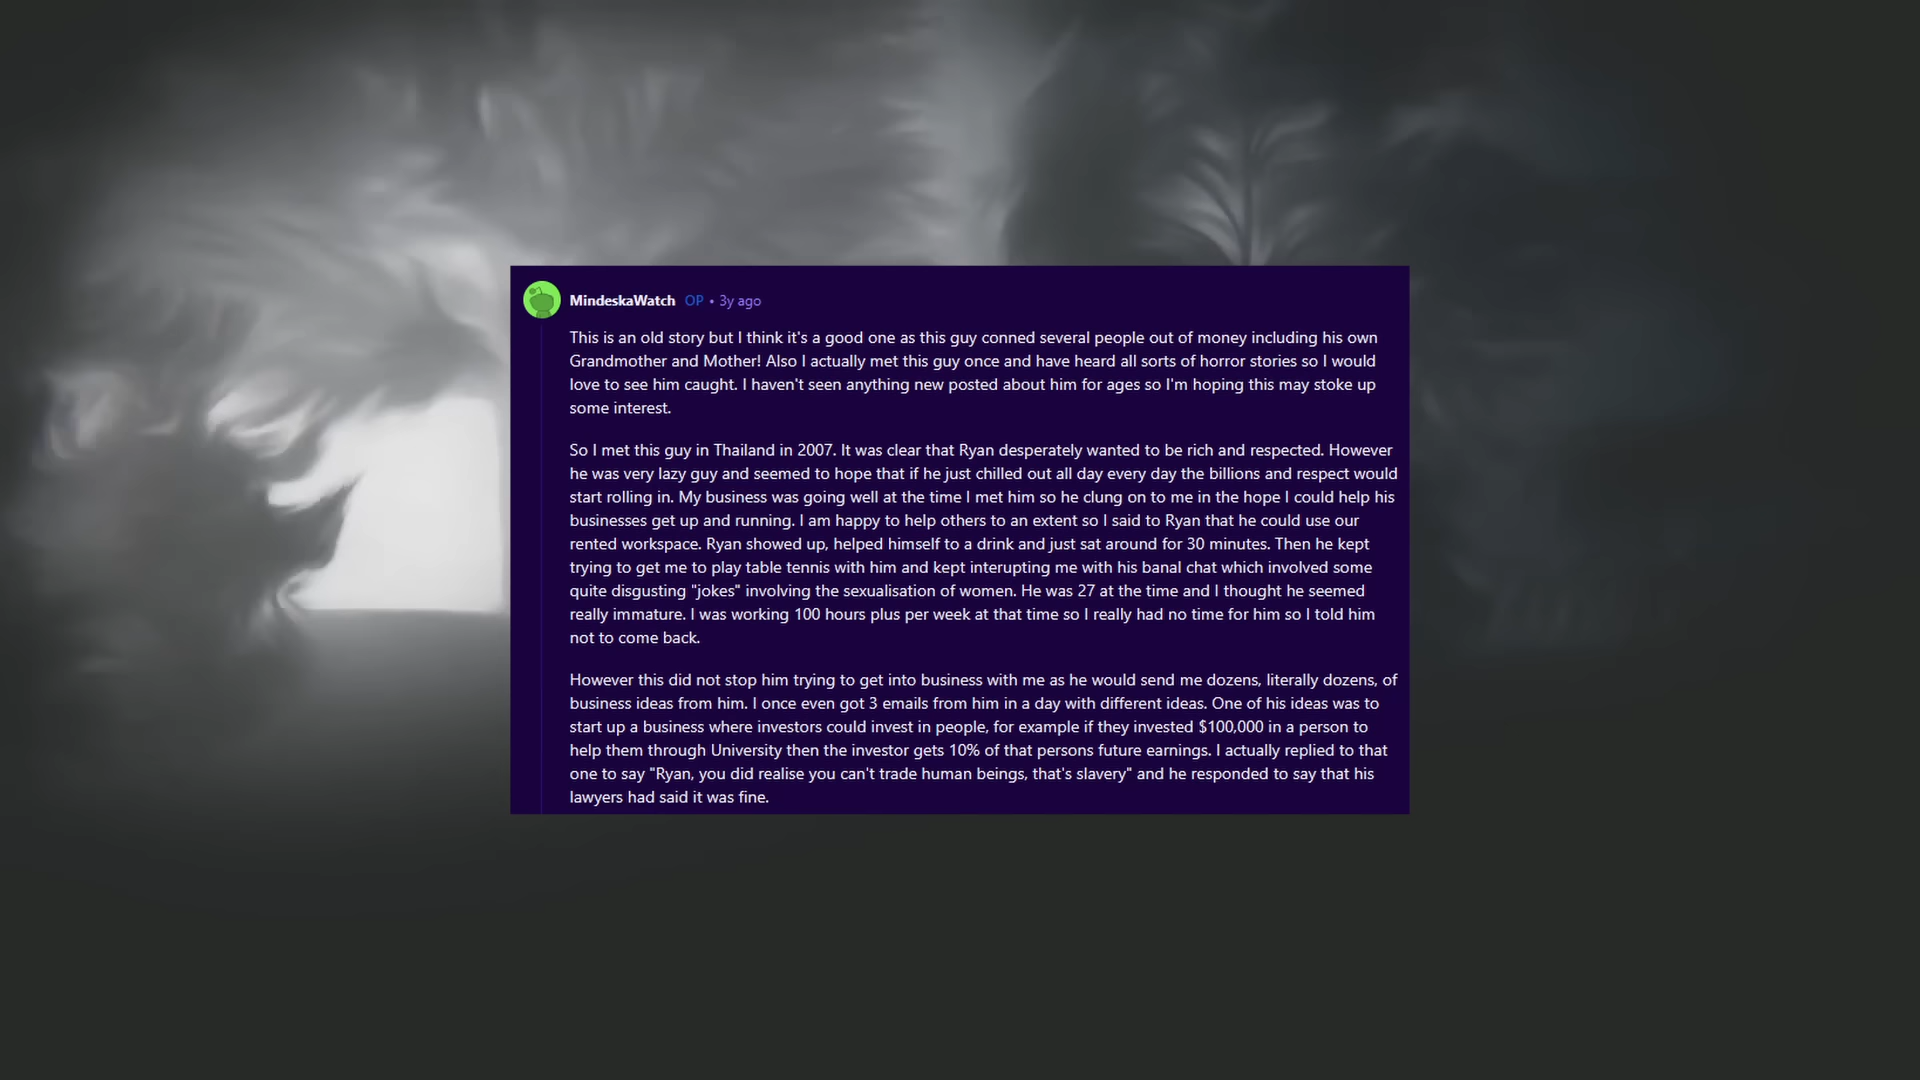 MindeskaWatch OP • 3y ago
This is an old story but I think it's a good one as this guy conned several people out of money including his own
Grandmother and Mother! Also I actually met this guy once and have heard all sorts of horror stories so I would
love to see him caught. I haven't seen anything new posted about him for ages so I'm hoping this may stoke up
some interest.
So I met this guy in Thailand in 2007. It was clear that Ryan desperately wanted to be rich and respected. However
he was very lazy guy and seemed to hope that if he just chilled out all day every day the billions and respect would
start rolling in. My business was going well at the time I met him so he clung on to me in the hope I could help his
businesses get up and running. I am happy to help others to an extent so I said to Ryan that he could use our
rented workspace. Ryan showed up, helped himself to a drink and just sat around for 30 minutes. Then he kept
trying to get me to play table tennis with him and kept interupting me with his banal chat which involved some
quite disgusting "jokes" involving the sexualisation of women. He was 27 at the time and I thought he seemed
really immature. I was working 100 hours plus per week at that time so I really had no time for him so I told him
not to come back.
However this did not stop him trying to get into business with me as he would send me dozens, literally dozens, of
business ideas from him. I once even got 3 emails from him in a day with different ideas. One of his ideas was to
start up a business where investors could invest in people, for example if they invested $100,000 in a person to
help them through University then the investor gets 10% of that persons future earnings. I actually replied to that
one to say "Ryan, you did realise you can't trade human beings, that's slavery" and he responded to say that his
lawyers had said it was fine.